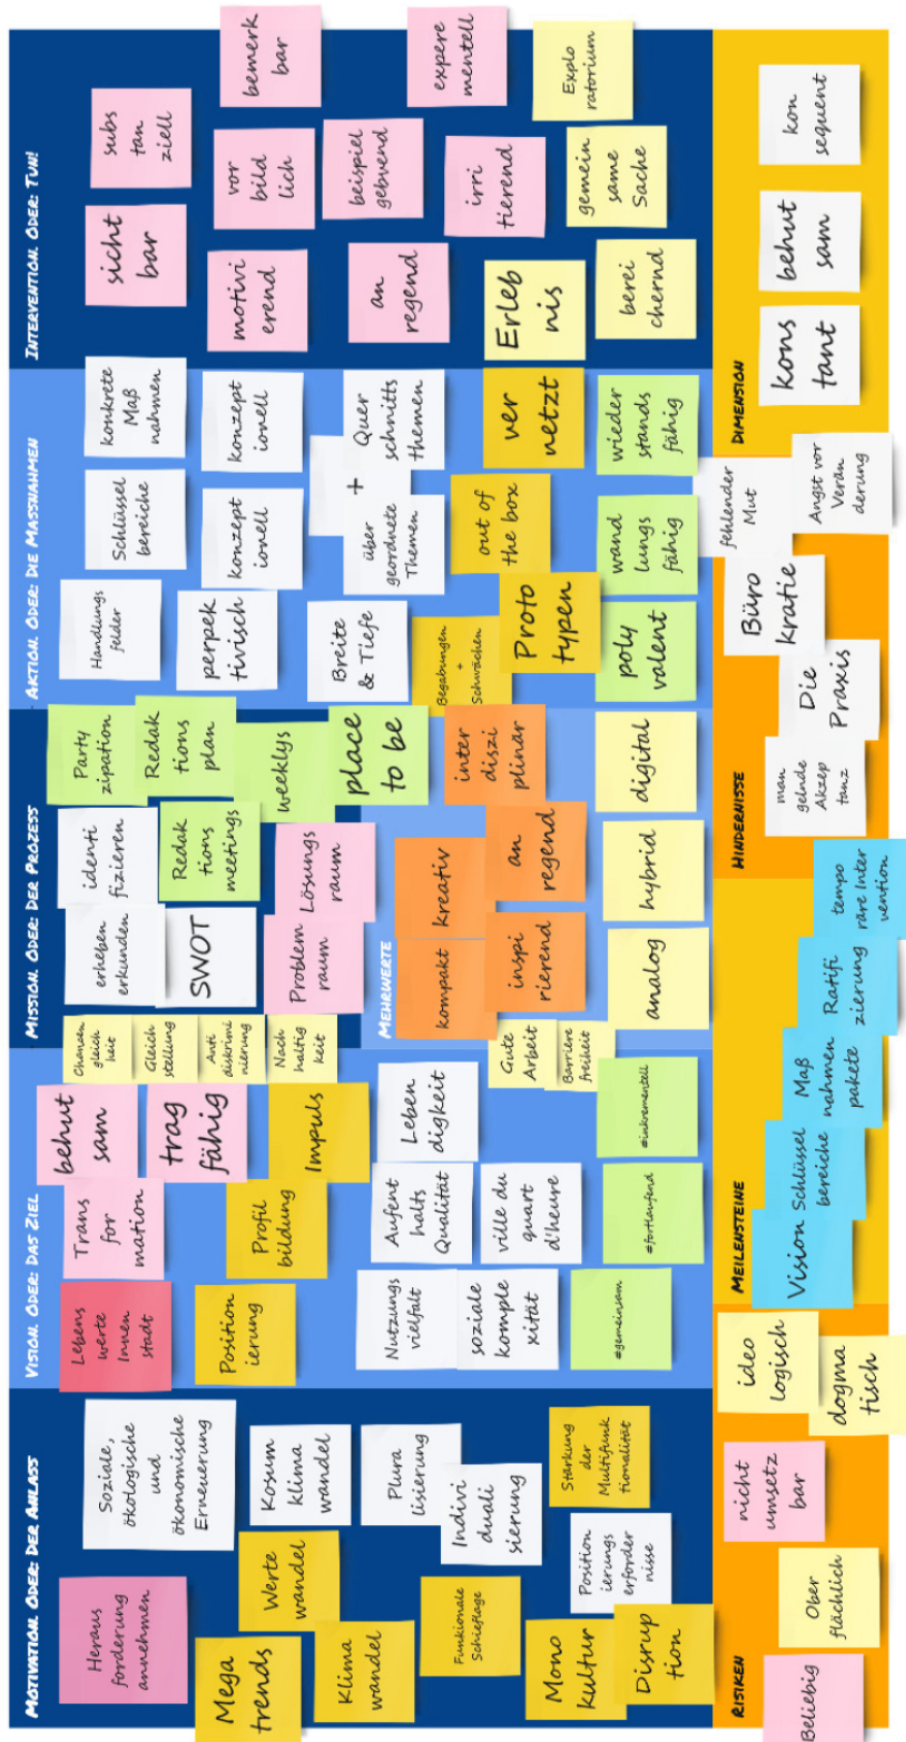 MOTIVATION. ODER: DER ANLASS
Heraus
forderung
annehmen
Soziale,
ökologische
und
ökonomische
Erneuerung
Mega
trends
Werte
wandel
Kosum
klima
wandel
Klima
wandel
Plura
lisierung
Funkionale
Schieflage
Indivi
duali
sierung
Mono
kultur
Position
ierungs
erforder
nisse
Stärkung
der
Multifunk
tionalität
Disrup
tion
VISION. ODER: DAS ZIEL
Lebens
werte
Innen
stadt
Trans
for
mation
behut
sam
trag
fähig
Position
ierung
Profil
bildung
Impuls
Nutzungs
vielfalt
Aufent
halts
Qualität
Leben
digkeit
soziale
komple
xität
ville du
quart
d'heure
#gemeinsam
#fortlaufend
#inkrementell
Chancen
gleich
heit
Gleich
stellung
Anti
diskrimi
nierung
Nach
haltig
keit
Gute
Arbeit
Barriere
freiheit
MISSION. ODER: DER PROZESS
erheben
erkunden
identi
fizieren
Party
zipation
SWOT
Redak
tions
meetings
Redak
tions
plan
weeklys
Problem
raum
Lösungs
raum
place
to be
MEHRWERTE
kompakt
kreativ
inter
diszi
plinär
inspi
rierend
an
regend
analog
hybrid
digital
AKTION. ODER: DIE MASSNAHMEN
Handlungs
felder
Schlüssel
bereiche
konkrete
Maß
nahmen
perpek
tivisch
konzept
ionell
konzept
ionell
Breite
& Tiefe
über
geordnete
Themen
+
Quer
schnitts
themen
Begabungen
+
Schwächen
out of
the box
ver
netzt
Proto
typen
poly
valent
wand
lungs
fähig
wieder
stands
fähig
INTERVENTION. ODER: TUN!
sicht
bar
subs
tan
ziell
bemerk
bar
motivi
erend
vor
bild
lich
beispiel
gebvend
an
regend
irri
tierend
expere
mentell
Erleb
nis
berei
chernd
gemein
same
Sache
Explo
ratorium
RISIKEN
Beliebig
Ober
flächlich
nicht
umsetz
bar
ideo
logisch
dogma
tisch
MEILENSTEINE
Vision
Schlüssel
bereiche
Maß
nahmen
pakete
Ratifi
zierung
tempo
räre Inter
vention
HINDERNISSE
man
gelnde
Akzep
tanz
Die
Praxis
Büro
kratie
fehlender
Mut
Angst vor
Verän
derung
DIMENSION
kons
tant
behut
sam
kon
sequent